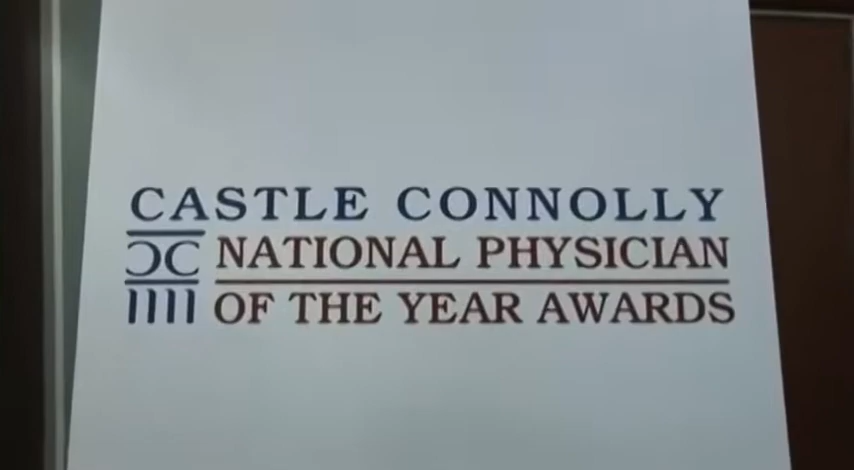 CASTLE CONNOLLY
NATIONAL PHYSICIAN
OF THE YEAR AWARDS